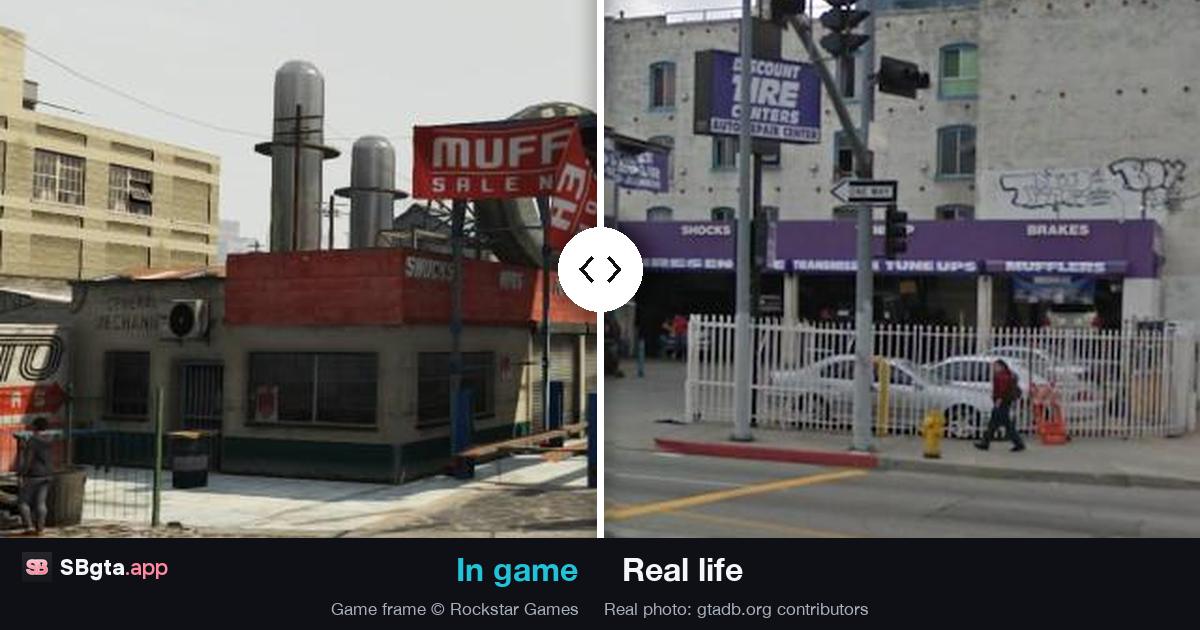 MUFF
SALE N
SHOCKS
GENERAL
MECHANIC
DISCOUNT
TIRE
CENTERS
AUTO REPAIR CENTER
ONE WAY
SHOCKS
BRAKES
TRANSMISSION TUNE UPS
MUFFLERS
SBgta.app
In game
Real life
Game frame © Rockstar Games
Real photo: gtadb.org contributors